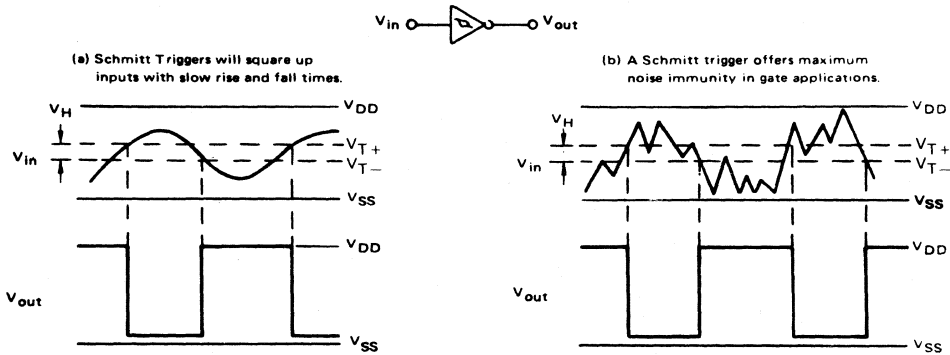 Vin Vout
(a) Schmitt Triggers will square up
inputs with slow rise and fall times.
VH
VDD
VT+
Vin
VT−
VSS
VDD
Vout
VSS
(b) A Schmitt trigger offers maximum
noise immunity in gate applications.
VDD
VH
VT+
Vin
VT−
VSS
VDD
Vout
VSS